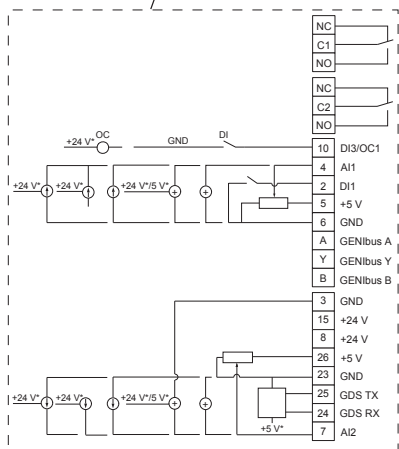 NC
C1
NO
NC
C2
NO
+24 V* OC GND DI 10 DI3/OC1
4 AI1
+24 V* +24 V* +24 V*/5 V* 2 DI1
5 +5 V
6 GND
A GENIbus A
Y GENIbus Y
B GENIbus B
3 GND
15 +24 V
8 +24 V
26 +5 V
23 GND
25 GDS TX
+24 V* +24 V* +24 V*/5 V* 24 GDS RX
+5 V* 7 AI2